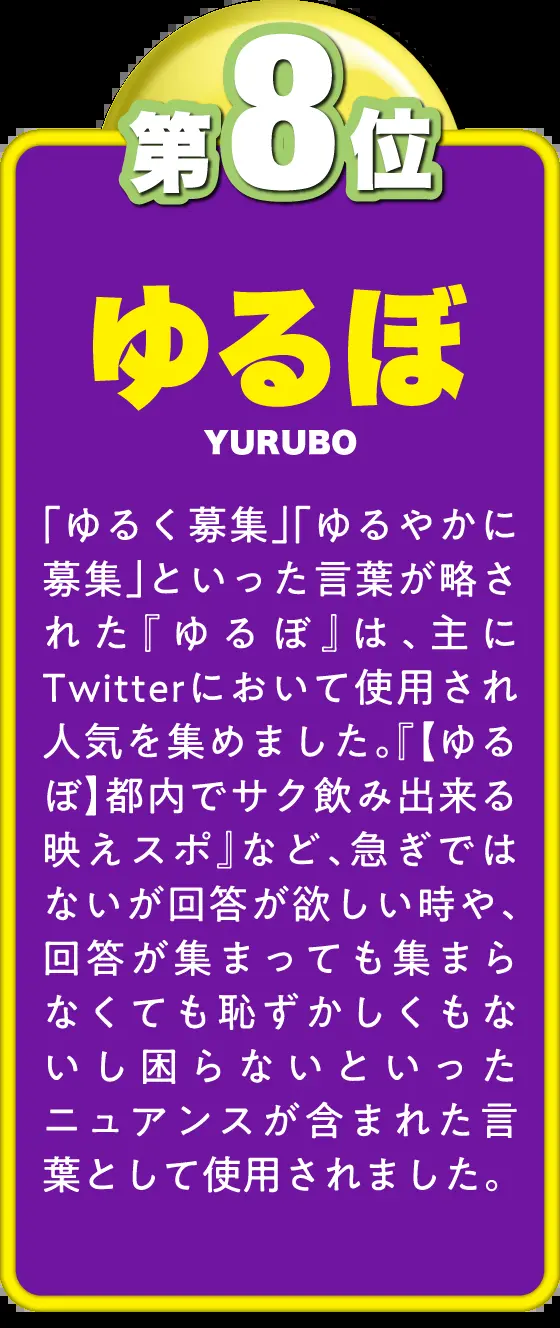 第8位
ゆるぼ
YURUBO
「ゆるく募集」「ゆるやかに
募集」といった言葉が略さ
れた『ゆるぼ』は、主に
Twitterにおいて使用され
人気を集めました。『【ゆる
ぼ】都内でサク飲み出来る
映えスポ』など、急ぎでは
ないが回答が欲しい時や、
回答が集まっても集まら
なくても恥ずかしくもな
いし困らないといった
ニュアンスが含まれた言
葉として使用されました。